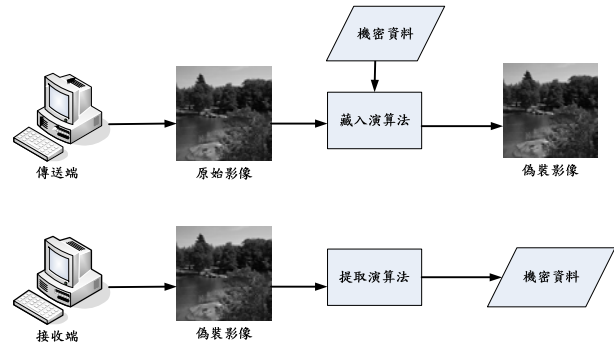 機密資料
藏入演算法
傳送端
原始影像
偽裝影像
提取演算法
機密資料
接收端
偽裝影像